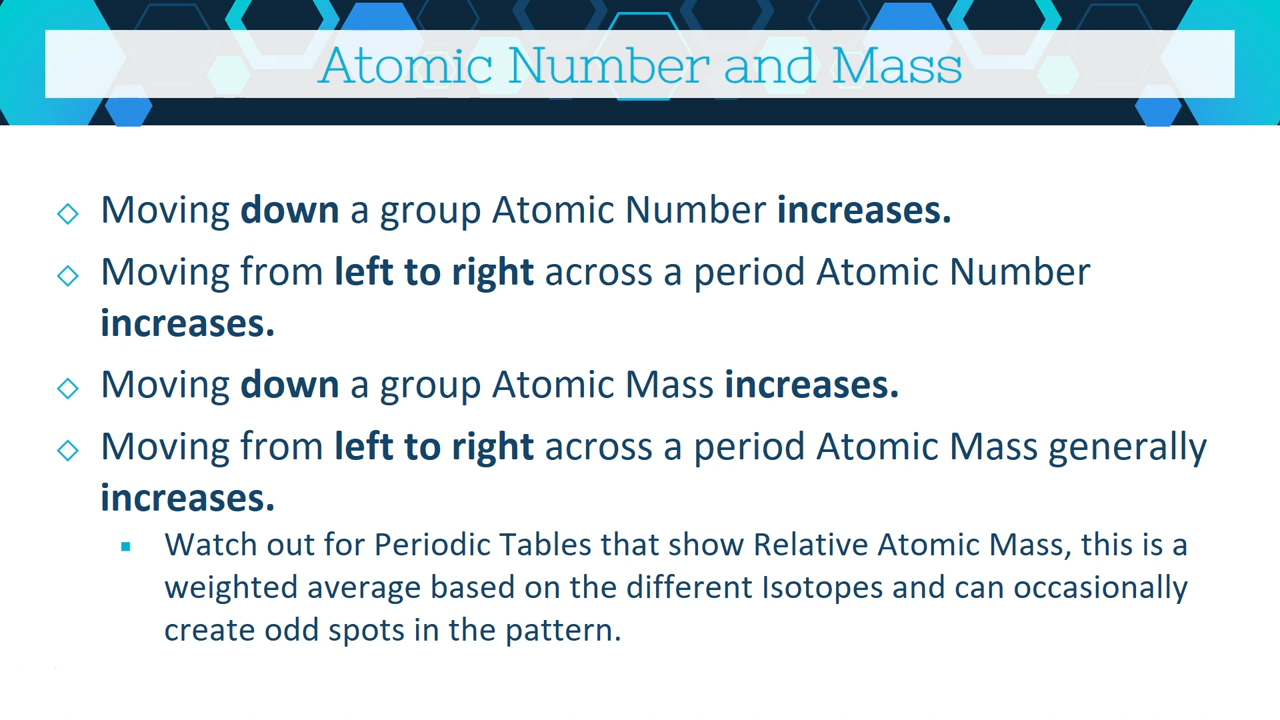 Atomic Number and Mass
Moving down a group Atomic Number increases.
Moving from left to right across a period Atomic Number
increases.
Moving down a group Atomic Mass increases.
Moving from left to right across a period Atomic Mass generally
increases.
Watch out for Periodic Tables that show Relative Atomic Mass, this is a
weighted average based on the different Isotopes and can occasionally
create odd spots in the pattern.